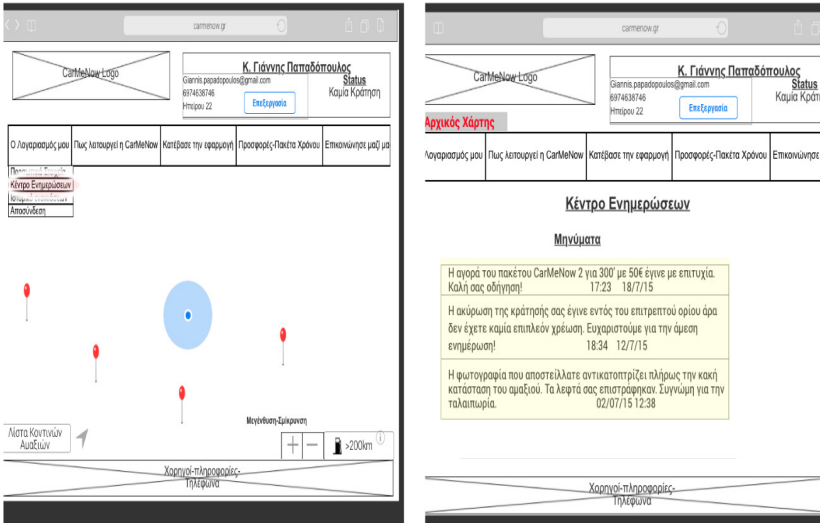 carmenow.gr
CarMeNow Logo
Κ. Γιάννης Παπαδόπουλος
Giannis.papadopoulos@gmail.com
6974638746
Ηπείρου 22
Επεξεργασία
Status
Καμία Κράτηση
Ο Λογαριασμός μου
Πως λειτουργεί η CarMeNow
Κατέβασε την εφαρμογή
Προσφορές-Πακέτα Χρόνου
Επικοινώνησε μαζί μα
Κέντρο Ενημερώσεων
Αποσύνδεση
Μεγένθυση-Σμίκρυνση
Λίστα Κοντινών
Αμαξιών
+
−
>200km
Χορηγοί-πληροφορίες-
Τηλέφωνα
carmenow.gr
CarMeNow Logo
Κ. Γιάννης Παπαδόπουλος
Giannis.papadopoulos@gmail.com
6974638746
Ηπείρου 22
Επεξεργασία
Status
Καμία Κράτ
Αρχικός Χάρτης
Λογαριασμός μου
Πως λειτουργεί η CarMeNow
Κατέβασε την εφαρμογή
Προσφορές-Πακέτα Χρόνου
Επικοινώνησε
Κέντρο Ενημερώσεων
Μηνύματα
Η αγορά του πακέτου CarMeNow 2 για 300' με 50€ έγινε με επιτυχία.
Καλή σας οδήγηση! 17:23 18/7/15
Η ακύρωση της κράτησής σας έγινε εντός του επιτρεπτού ορίου άρα
δεν έχετε καμία επιπλεόν χρέωση. Ευχαριστούμε για την άμεση
ενημέρωση! 18:34 12/7/15
Η φωτογραφία που αποστείλλατε αντικατοπτρίζει πλήρως την κακή
κατάσταση του αμαξιού. Τα λεφτά σας επιστράφηκαν. Συγνώμη για την
ταλαιπωρία. 02/07/15 12:38
Χορηγοί-πληροφορίες-
Τηλέφωνα